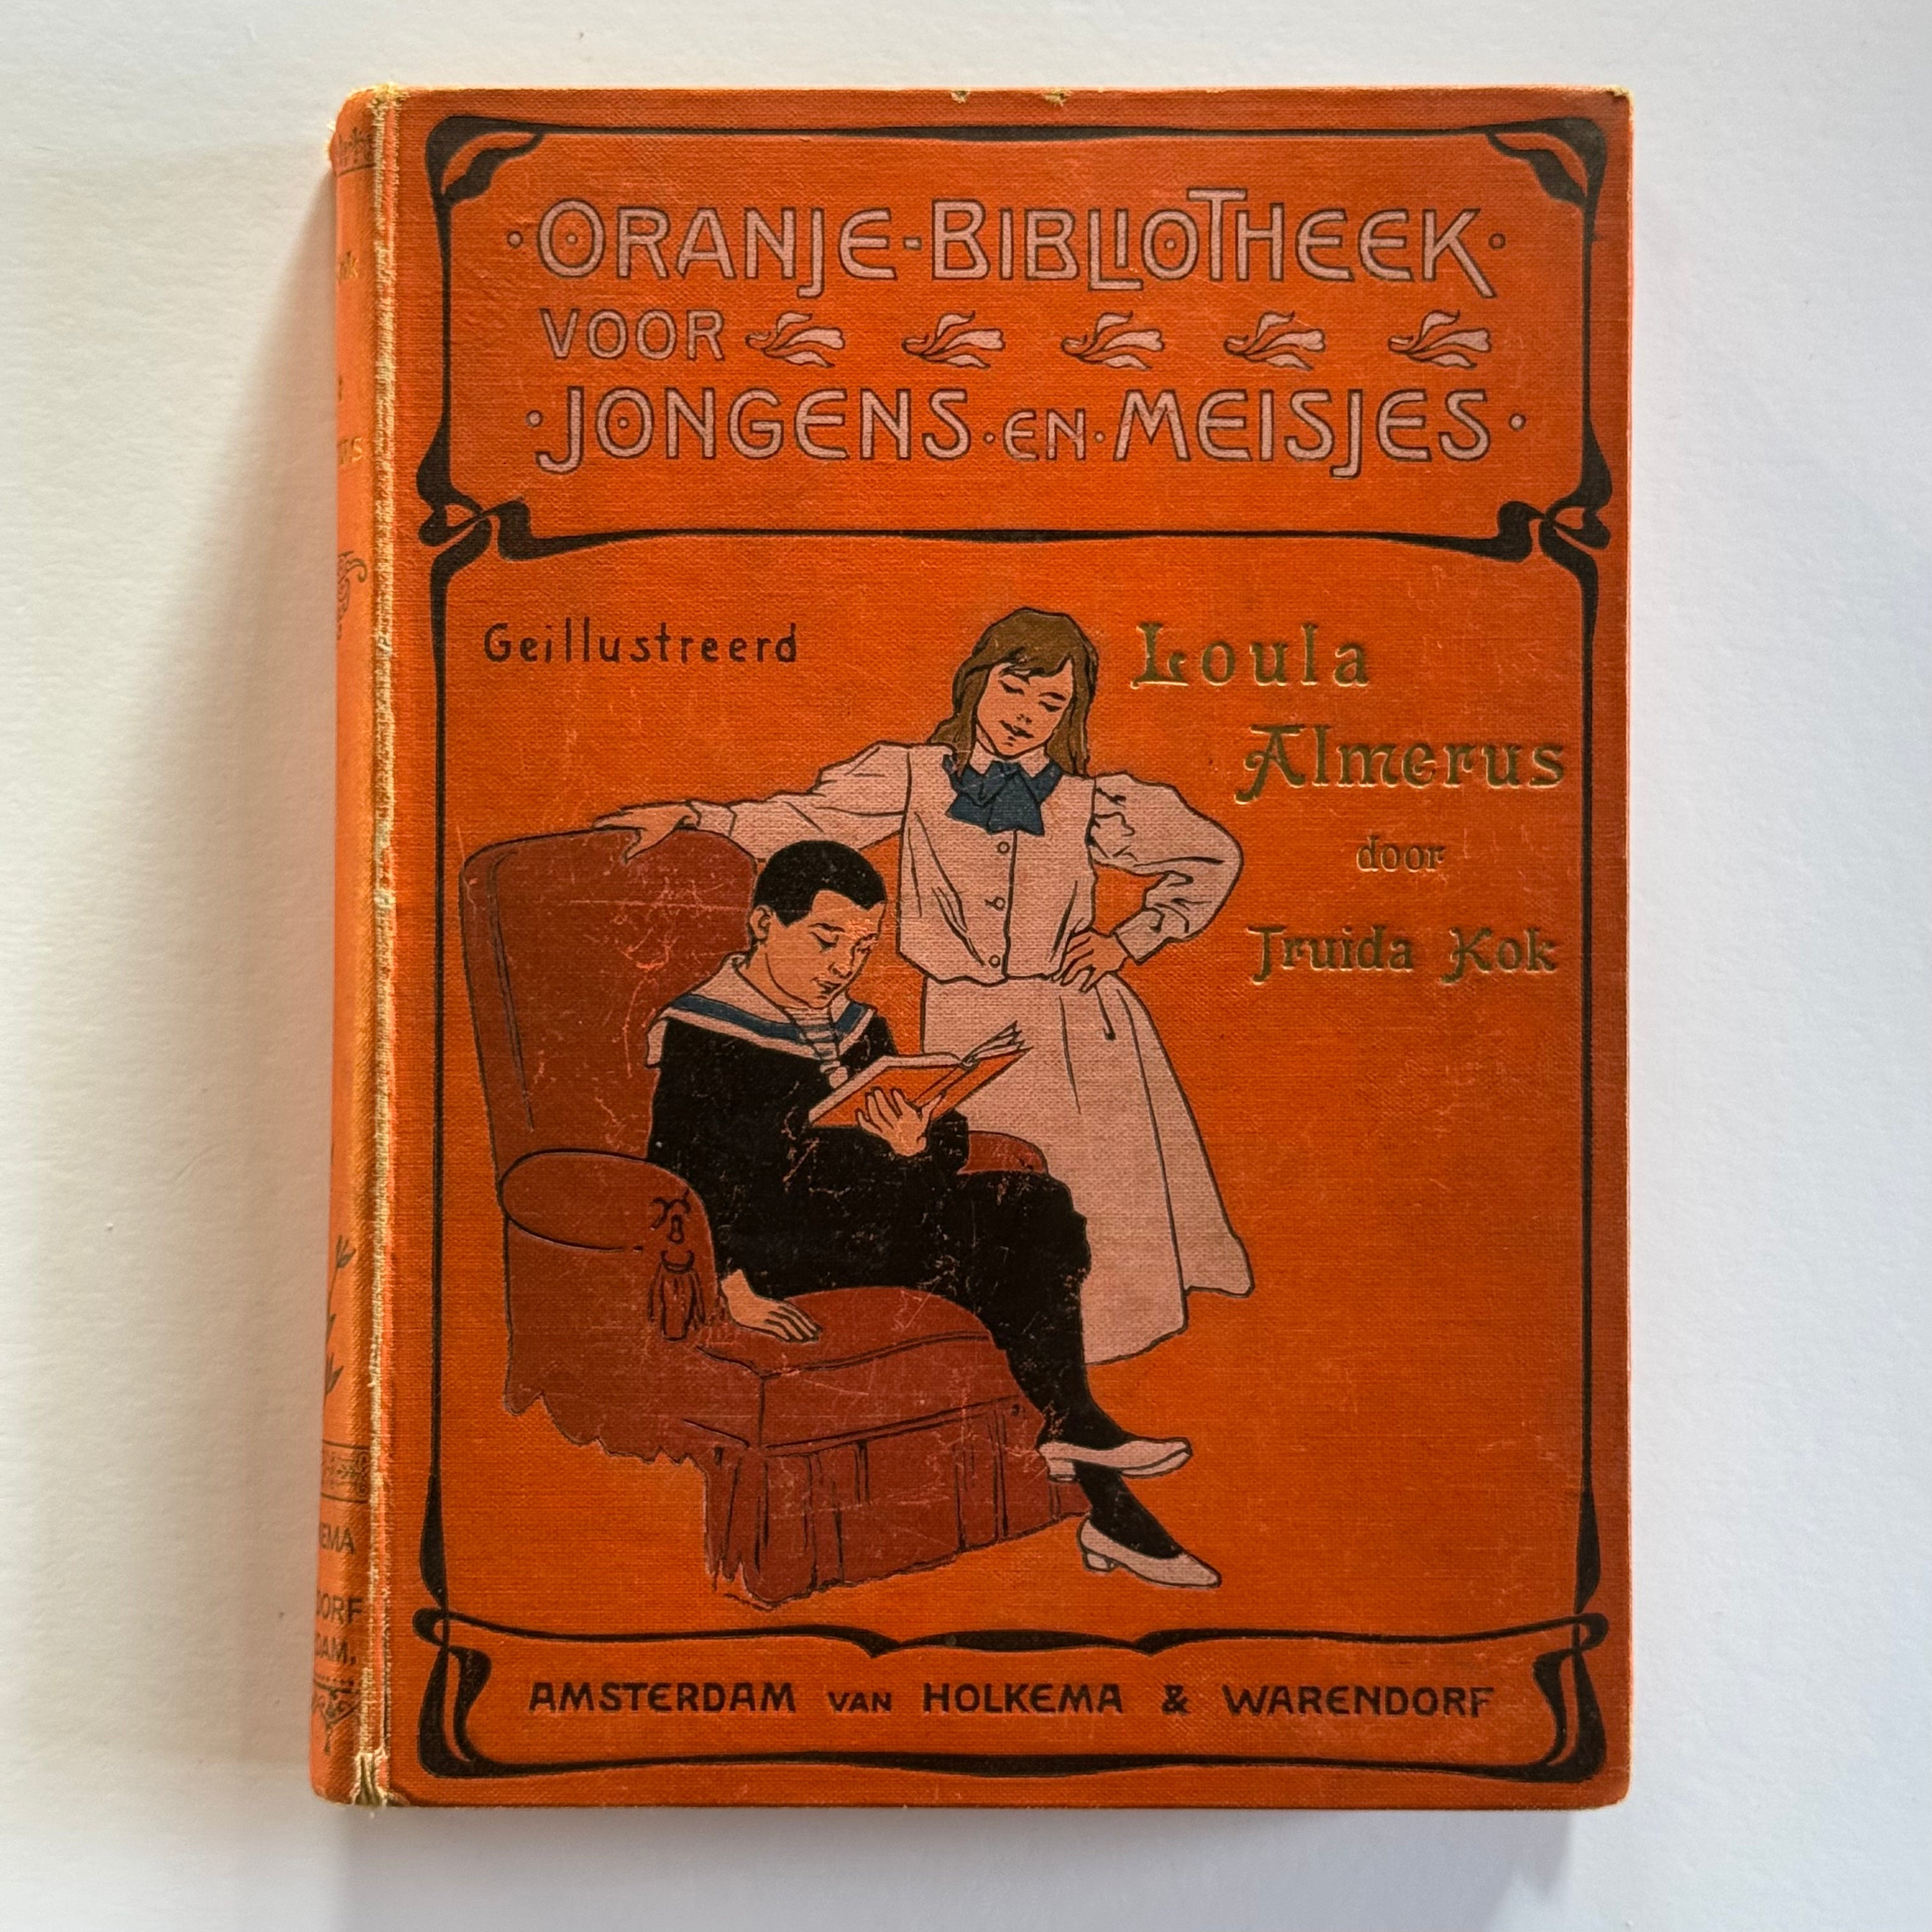 ·ORANJE-BIBLIOTHEEK·
VOOR
·JONGENS·EN·MEISJES·
Geillustreerd
Loula
Almerus
door
Truida Kok
AMSTERDAM VAN HOLKEMA & WARENDORF